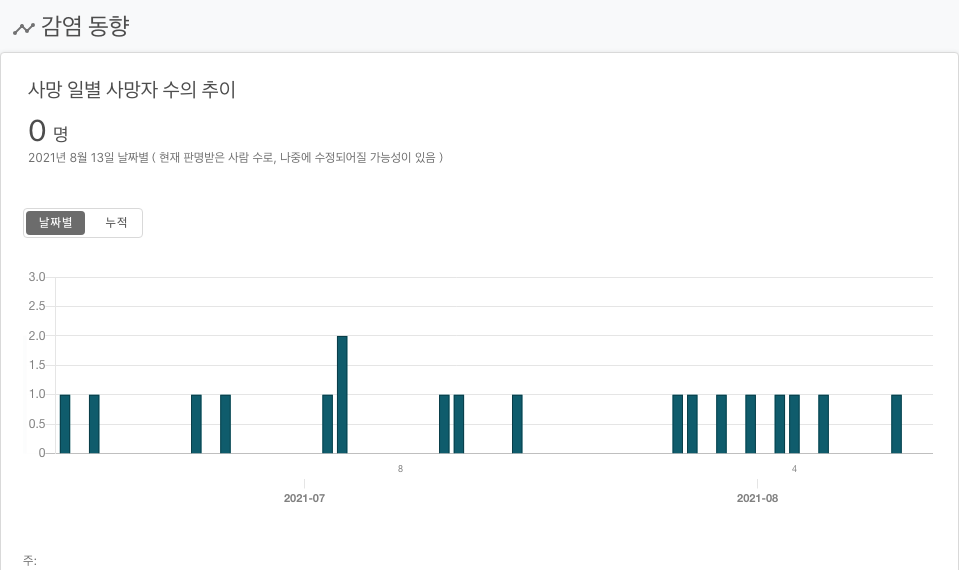 감염 동향
사망 일별 사망자 수의 추이
0 명
2021년 8월 13일 날짜별 ( 현재 판명받은 사람 수로, 나중에 수정되어질 가능성이 있음 )
날짜별 누적
3.0
2.5
2.0
1.5
1.0
0.5
0
8 4
2021-07 2021-08
주: